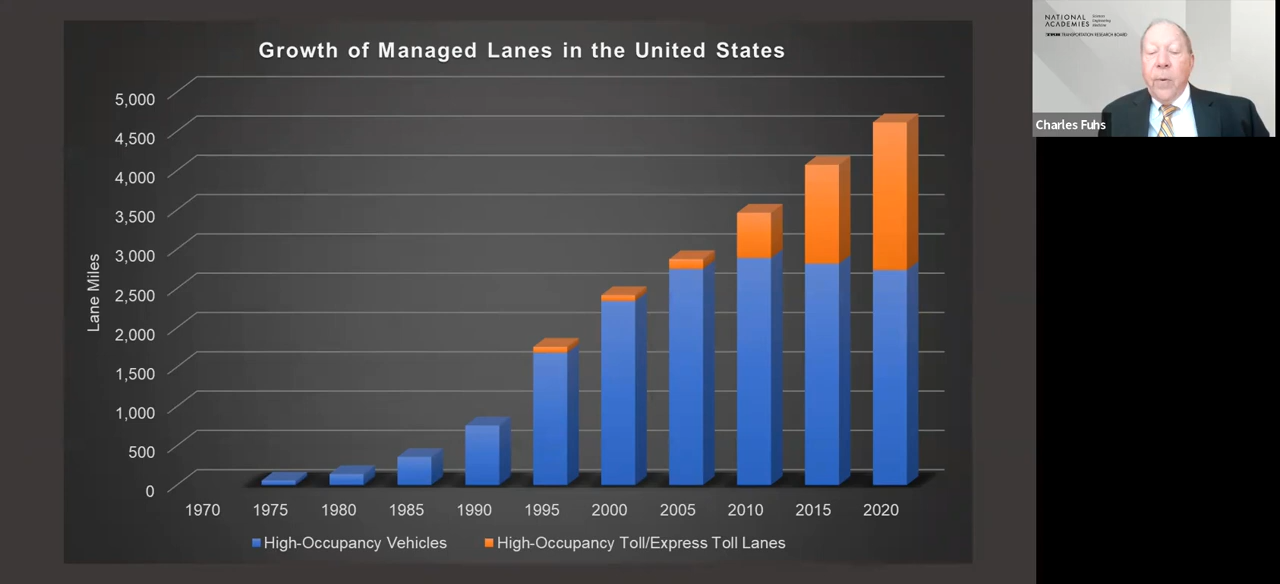 Growth of Managed Lanes in the United States
5,000
4,500
4,000
3,500
3,000
2,500
2,000
1,500
1,000
500
0
Lane Miles
1970 1975 1980 1985 1990 1995 2000 2005 2010 2015 2020
High-Occupancy Vehicles High-Occupancy Toll/Express Toll Lanes
NATIONAL
ACADEMIES
Sciences
Engineering
Medicine
TRANSPORTATION RESEARCH BOARD
Charles Fuhs